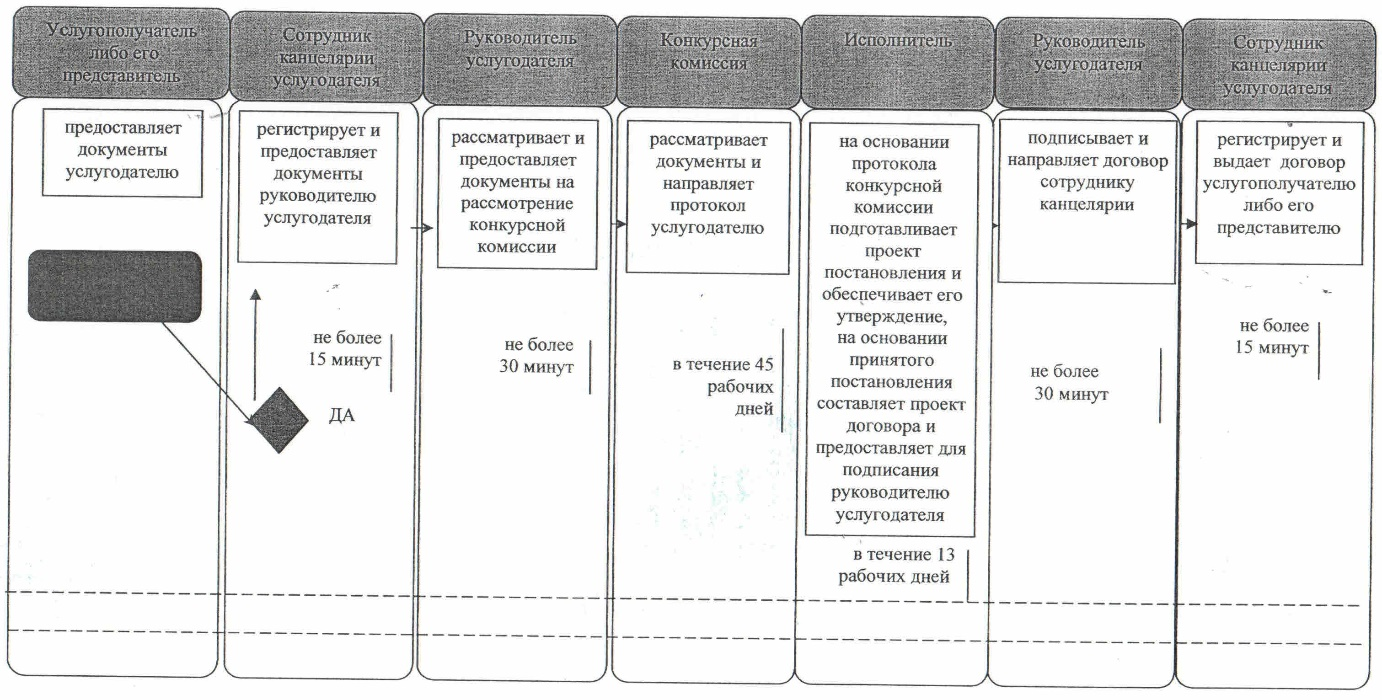 Услугополучатель
либо его
представитель
Сотрудник
канцелярии
услугодателя
Руководитель
услугодателя
Конкурсная
комиссия
Исполнитель
Руководитель
услугодателя
Сотрудник
канцелярии
услугодателя
предоставляет
документы
услугодателю
регистрирует и
предоставляет
документы
руководителю
услугодателя
рассматривает и
предоставляет
документы на
рассмотрение
конкурсной
комиссии
рассматривает
документы и
направляет
протокол
услугодателю
на основании
протокола
конкурсной
комиссии
подготавливает
проект
постановления и
обеспечивает его
утверждение,
на основании
принятого
постановления
составляет проект
договора и
предоставляет для
подписания
руководителю
услугодателя
подписывает и
направляет договор
сотруднику
канцелярии
регистрирует и
выдает договор
услугополучателю
либо его
представителю
не более
15 минут
ДА
не более
30 минут
в течение 45
рабочих
дней
в течение 13
рабочих дней
не более
30 минут
не более
15 минут